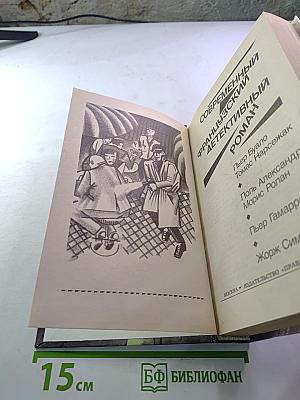 СОВРЕМЕННЫЙ
ФРАНЦУЗСКИЙ
ДЕТЕКТИВНЫЙ
РОМАН
Пьер Буало
Томас Нарсежак
Поль Александр
Морис Ролан
Пьер Гамарр
Жорж Сим
МОСКВА • ИЗДАТЕЛЬСТВО «ПРАВ
15 см
БФ БИБЛИОФАН